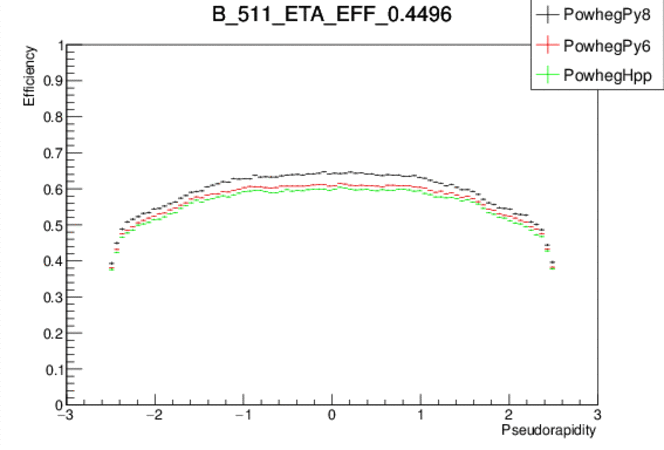 B_511_ETA_EFF_0.4496
PowhegPy8
PowhegPy6
PowhegHpp
Efficiency
1
0.9
0.8
0.7
0.6
0.5
0.4
0.3
0.2
0.1
0
−3 −2 −1 0 1 2 3
Pseudorapidity